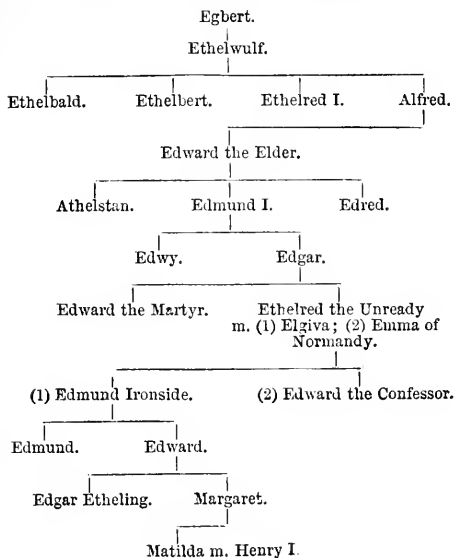 Egbert.
Ethelwulf.
Ethelbald. Ethelbert. Ethelred I. Alfred.
Edward the Elder.
Athelstan. Edmund I. Edred.
Edwy. Edgar.
Edward the Martyr. Ethelred the Unready
m. (1) Elgiva; (2) Emma of
Normandy.
(1) Edmund Ironside. (2) Edward the Confessor.
Edmund. Edward.
Edgar Etheling. Margaret.
Matilda m. Henry I.